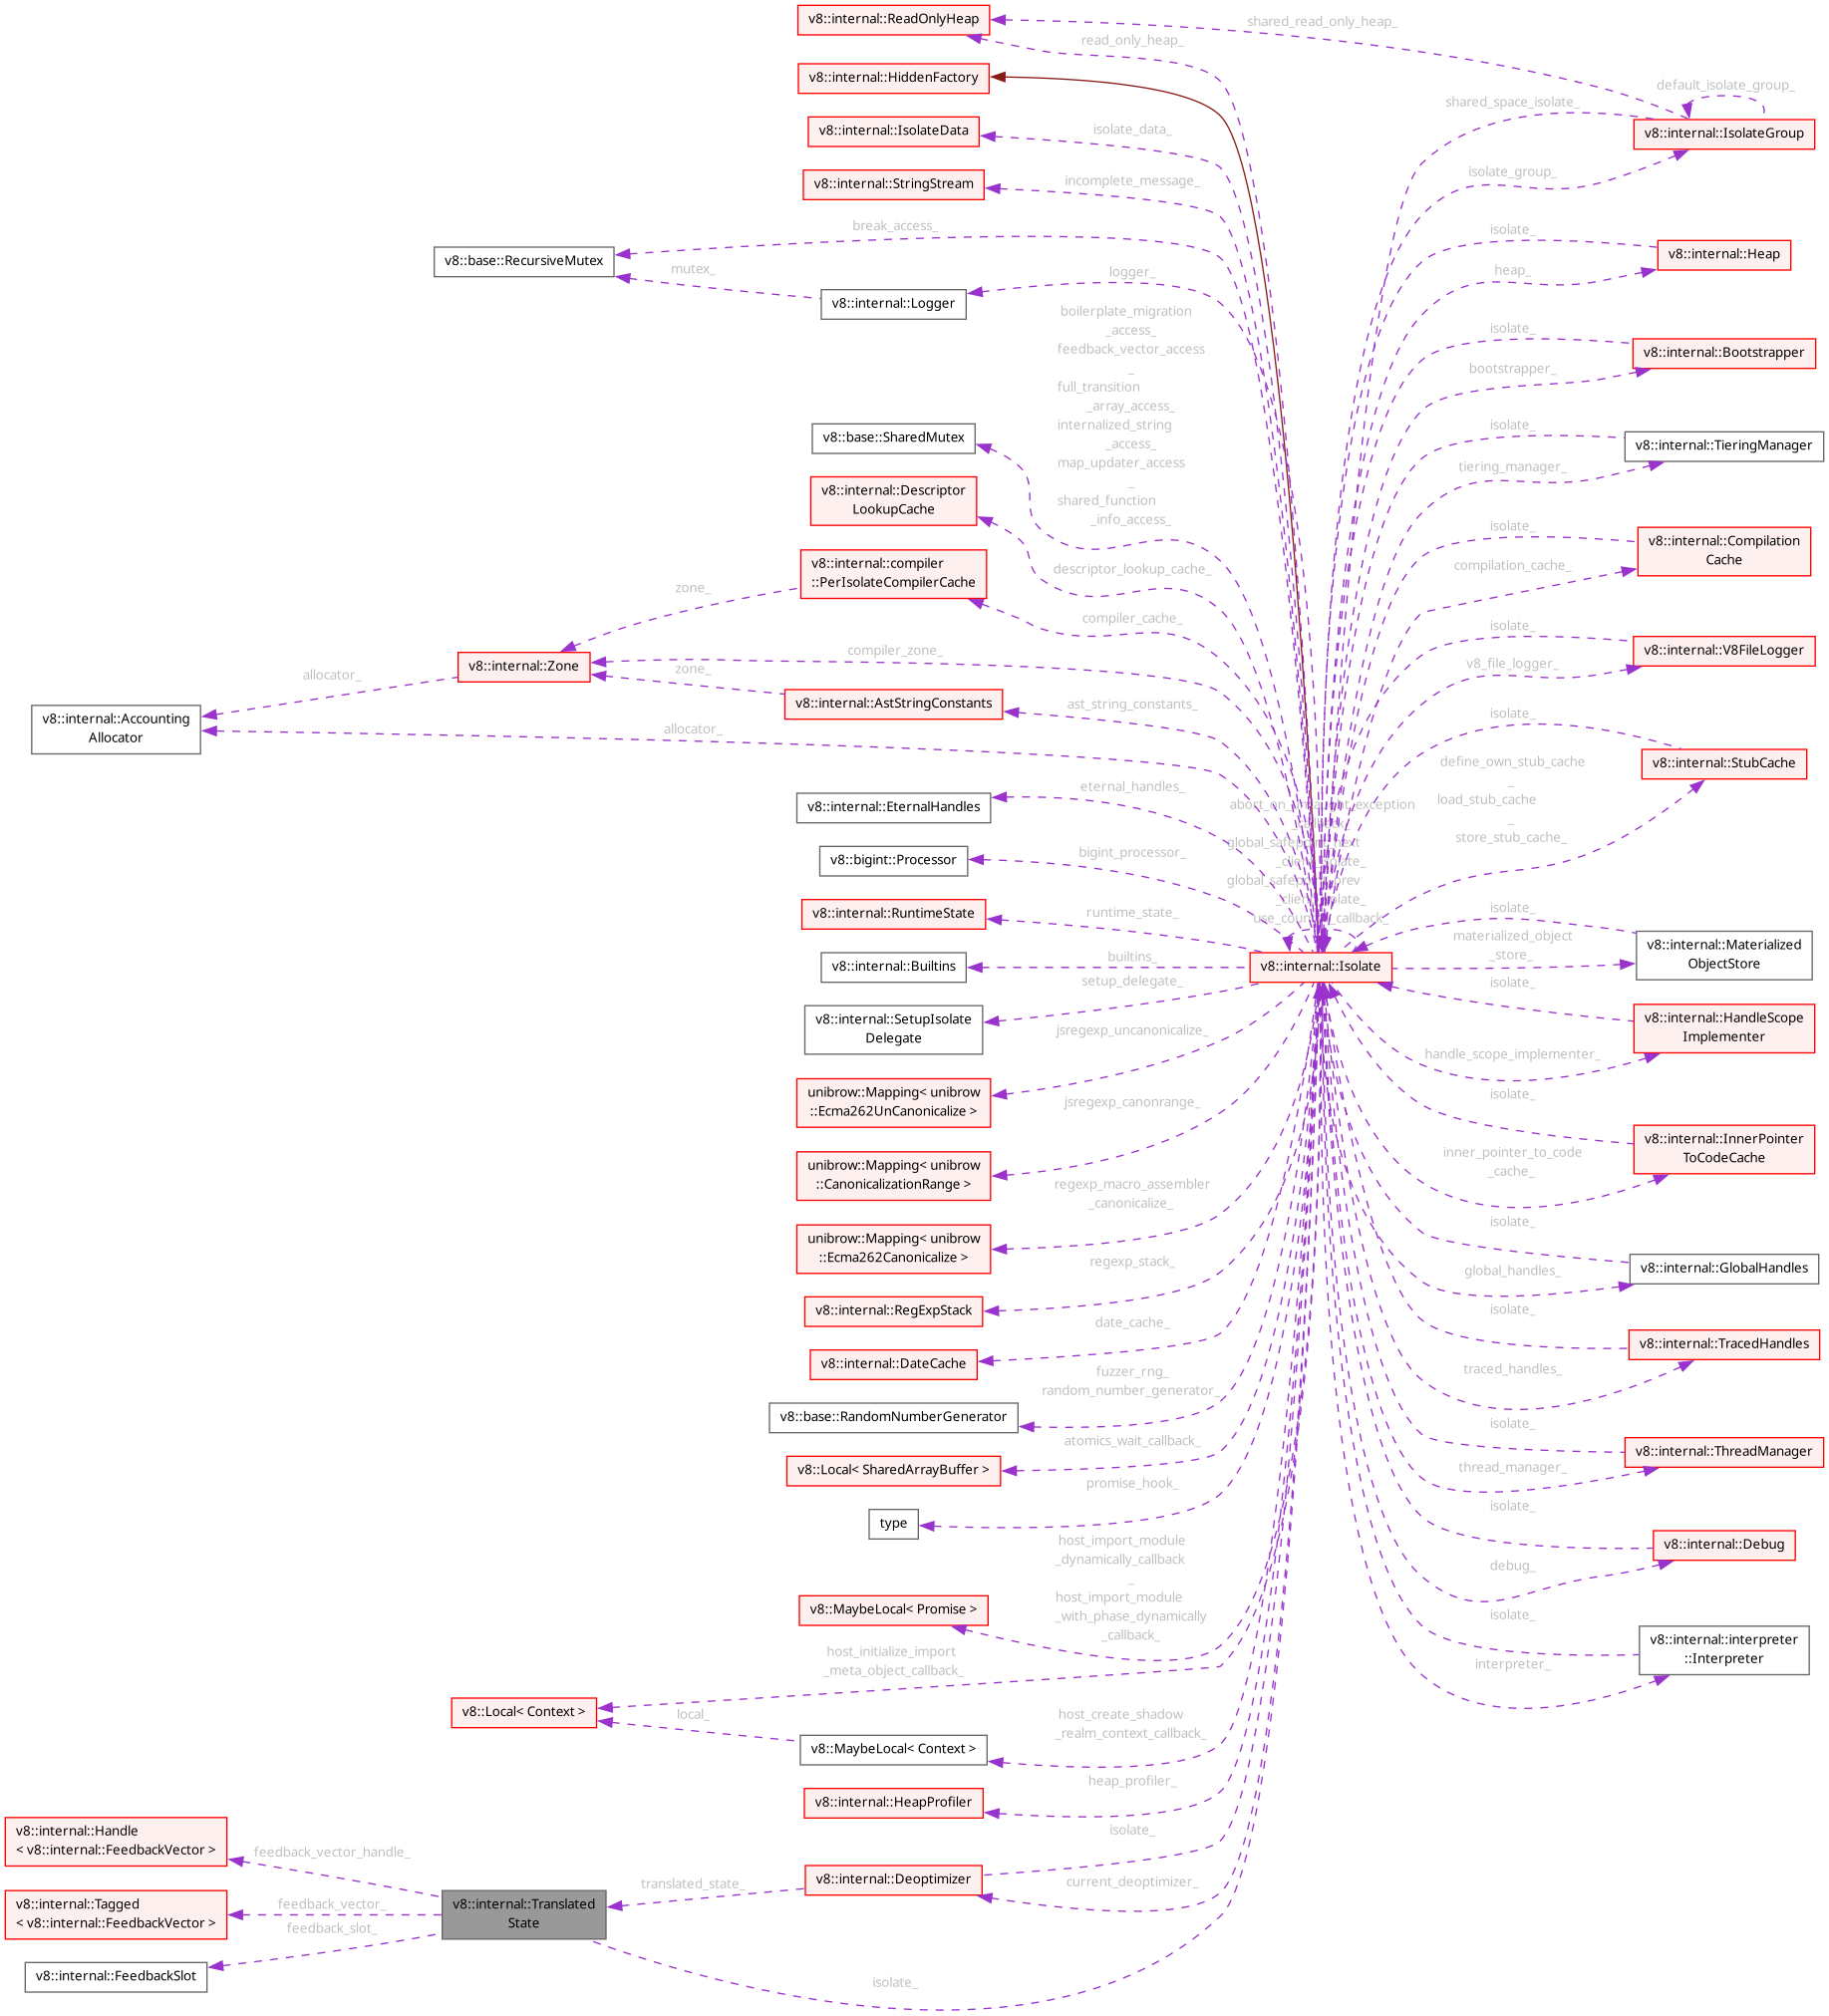 v8::internal::ReadOnlyHeap
shared_read_only_heap_
read_only_heap_
v8::internal::HiddenFactory
default_isolate_group_
shared_space_isolate_
v8::internal::IsolateData
isolate_data_
v8::internal::IsolateGroup
v8::internal::StringStream
incomplete_message_
isolate_group_
break_access_
isolate_
v8::base::RecursiveMutex
v8::internal::Heap
mutex_
logger_
heap_
v8::internal::Logger
boilerplate_migration
_access_
feedback_vector_access
_
full_transition
_array_access_
internalized_string
_access_
map_updater_access
_
shared_function
_info_access_
isolate_
v8::internal::Bootstrapper
bootstrapper_
isolate_
v8::base::SharedMutex
v8::internal::TieringManager
tiering_manager_
v8::internal::Descriptor
LookupCache
isolate_
v8::internal::Compilation
Cache
compilation_cache_
v8::internal::compiler
::PerIsolateCompilerCache
descriptor_lookup_cache_
zone_
compiler_cache_
isolate_
v8::internal::V8FileLogger
v8_file_logger_
compiler_zone_
v8::internal::Zone
zone_
allocator_
v8::internal::AstStringConstants
ast_string_constants_
v8::internal::Accounting
Allocator
allocator_
isolate_
v8::internal::StubCache
define_own_stub_cache
_
load_stub_cache
_
store_stub_cache_
v8::internal::EternalHandles
eternal_handles_
v8::bigint::Processor
bigint_processor_
abort_on_uncaught_exception
_callback_
global_safepoint_next
_client_isolate_
global_safepoint_prev
_client_isolate_
use_counter_callback_
v8::internal::RuntimeState
runtime_state_
isolate_
materialized_object
_store_
v8::internal::Materialized
ObjectStore
v8::internal::Builtins
builtins_
v8::internal::Isolate
setup_delegate_
isolate_
v8::internal::SetupIsolate
Delegate
v8::internal::HandleScope
Implementer
jsregexp_uncanonicalize_
handle_scope_implementer_
unibrow::Mapping< unibrow
::Ecma262UnCanonicalize >
jsregexp_canonrange_
isolate_
v8::internal::InnerPointer
ToCodeCache
inner_pointer_to_code
_cache_
unibrow::Mapping< unibrow
::CanonicalizationRange >
regexp_macro_assembler
_canonicalize_
isolate_
unibrow::Mapping< unibrow
::Ecma262Canonicalize >
v8::internal::GlobalHandles
regexp_stack_
global_handles_
v8::internal::RegExpStack
isolate_
date_cache_
v8::internal::TracedHandles
v8::internal::DateCache
traced_handles_
fuzzer_rng_
random_number_generator_
v8::base::RandomNumberGenerator
isolate_
atomics_wait_callback_
v8::internal::ThreadManager
v8::Local< SharedArrayBuffer >
thread_manager_
promise_hook_
isolate_
type
v8::internal::Debug
host_import_module
_dynamically_callback
_
host_import_module
_with_phase_dynamically
_callback_
debug_
v8::MaybeLocal< Promise >
isolate_
v8::internal::interpreter
::Interpreter
interpreter_
host_initialize_import
_meta_object_callback_
v8::Local< Context >
local_
host_create_shadow
_realm_context_callback_
v8::MaybeLocal< Context >
heap_profiler_
v8::internal::HeapProfiler
isolate_
v8::internal::Handle
< v8::internal::FeedbackVector >
feedback_vector_handle_
translated_state_
v8::internal::Deoptimizer
current_deoptimizer_
v8::internal::Tagged
< v8::internal::FeedbackVector >
feedback_vector_
v8::internal::Translated
State
feedback_slot_
v8::internal::FeedbackSlot
isolate_